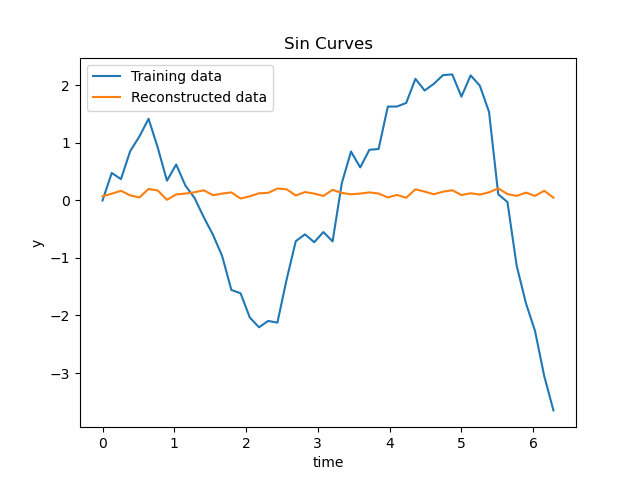 Sin Curves
Training data
Reconstructed data
2
1
0
−1
−2
−3
y
0 1 2 3 4 5 6
time